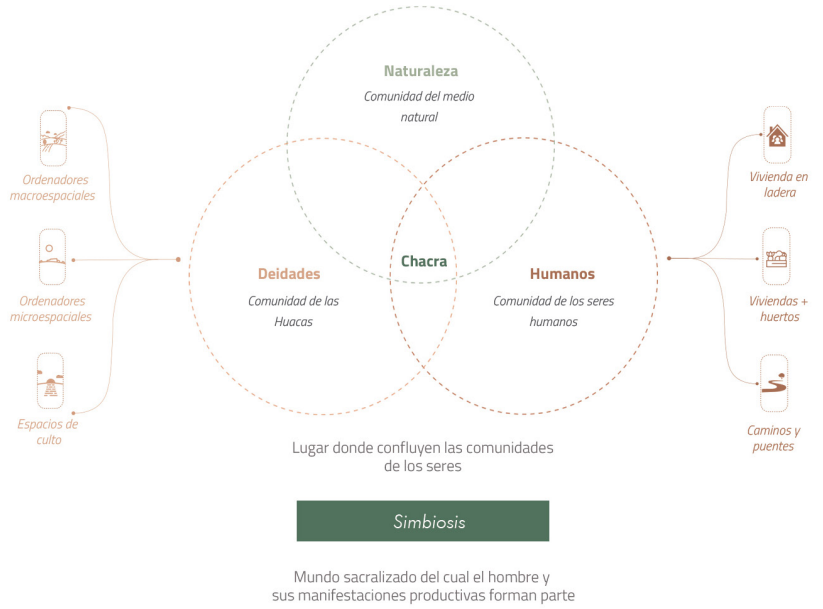 Naturaleza
Comunidad del medio
natural
Ordenadores
macroespaciales
Ordenadores
microespaciales
Espacios de
culto
Deidades
Comunidad de las
Huacas
Chacra
Humanos
Comunidad de los seres
humanos
Vivienda en
ladera
Viviendas +
huertos
Caminos y
puentes
Lugar donde confluyen las comunidades
de los seres
Simbiosis
Mundo sacralizado del cual el hombre y
sus manifestaciones productivas forman parte